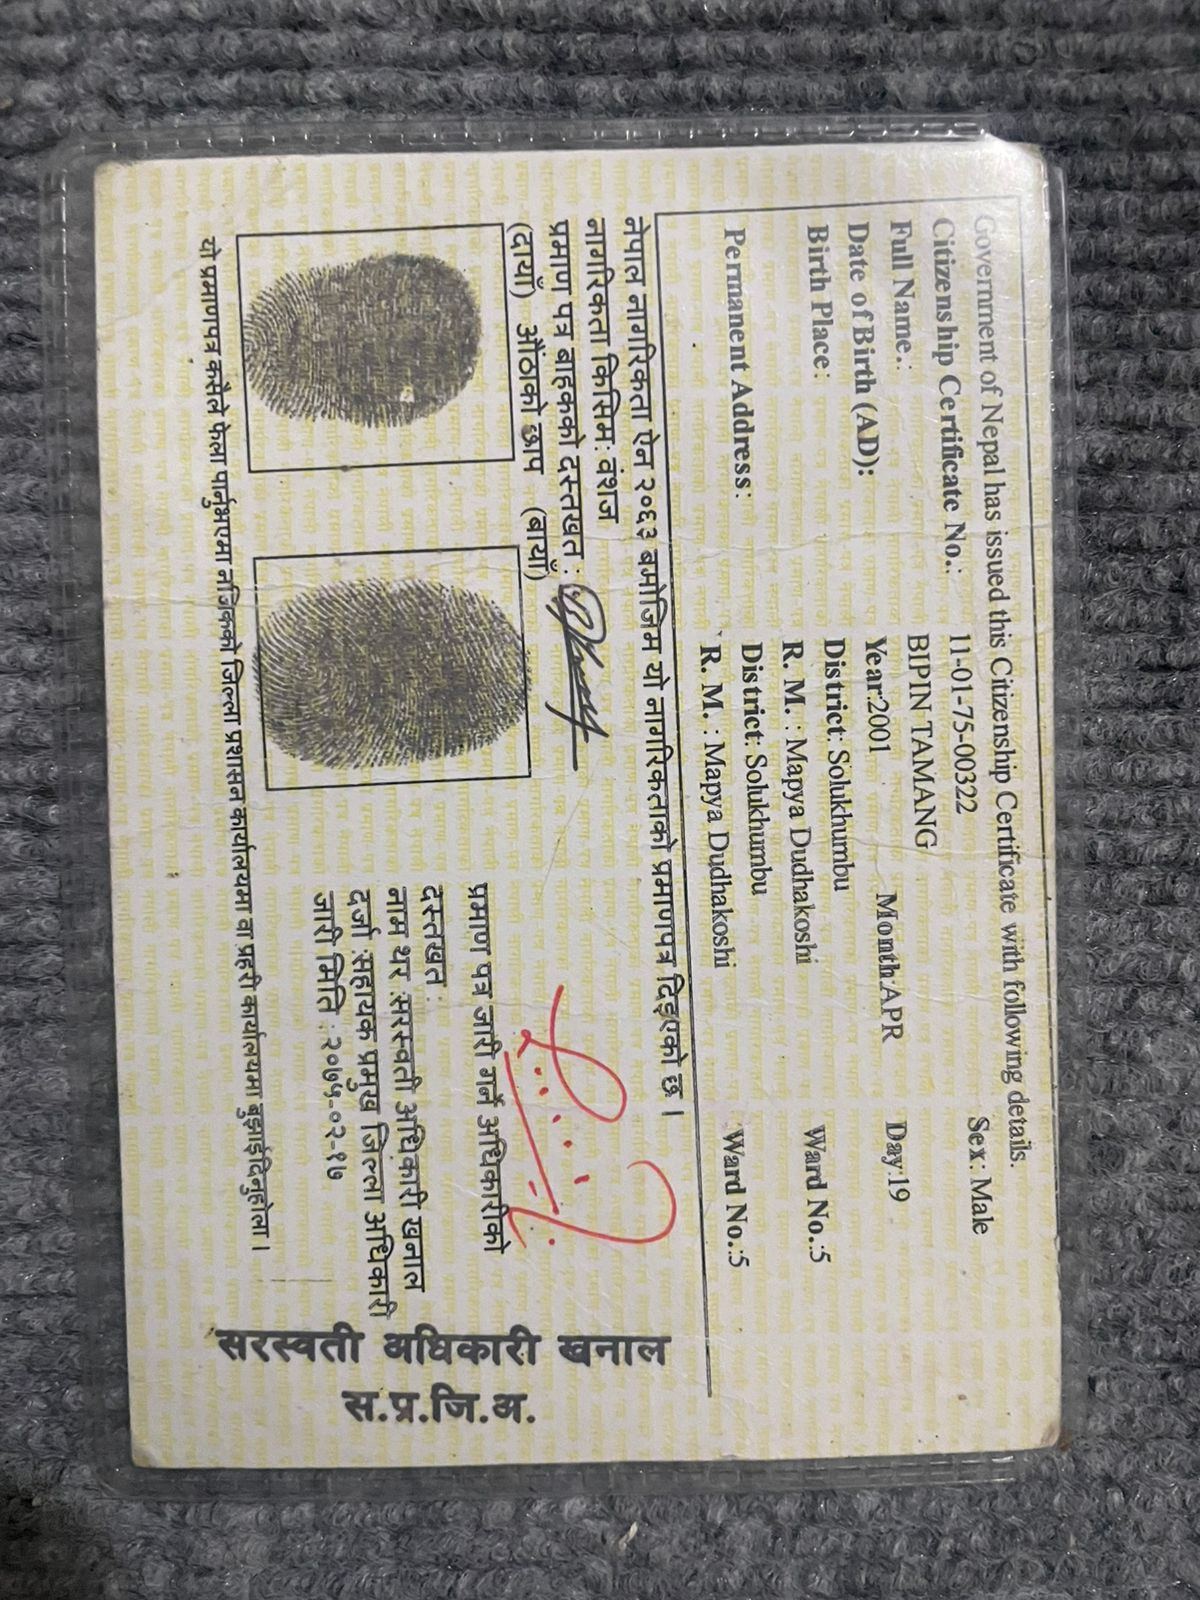 Government of Nepal has issued this Citizenship Certificate with following details.
Citizenship Certificate No.: 11-01-75-00322 Sex: Male
Full Name.: BIPIN TAMANG
Date of Birth (AD): Year:2001 Month:APR Day:19
Birth Place: District: Solukhumbu
R. M. : Mapya Dudhakoshi Ward No.:5
Permanent Address: District: Solukhumbu
R. M. : Mapya Dudhakoshi Ward No.:5
नेपाल नागरिकता ऐन २०६३ बमोजिम यो नागरिकताको प्रमाणपत्र दिइएको छ ।
नागरिकता किसिम: वंशज
प्रमाण पत्र बाहकको दस्तखत :
(दायाँ) औंठाको छाप (बायाँ)
प्रमाण पत्र जारी गर्ने अधिकारीको
दस्तखत :
नाम थर :सरस्वती अधिकारी खनाल
दर्जा :सहायक प्रमुख जिल्ला अधिकारी
जारी मिति : २०७५-०२-१७
सरस्वती अधिकारी खनाल
स.प्र.जि.अ.
यो प्रमाणपत्र कसैले फेला पार्नुभएमा नजिकको जिल्ला प्रशासन कार्यालयमा वा प्रहरी कार्यालयमा बुझाईदिनुहोला ।